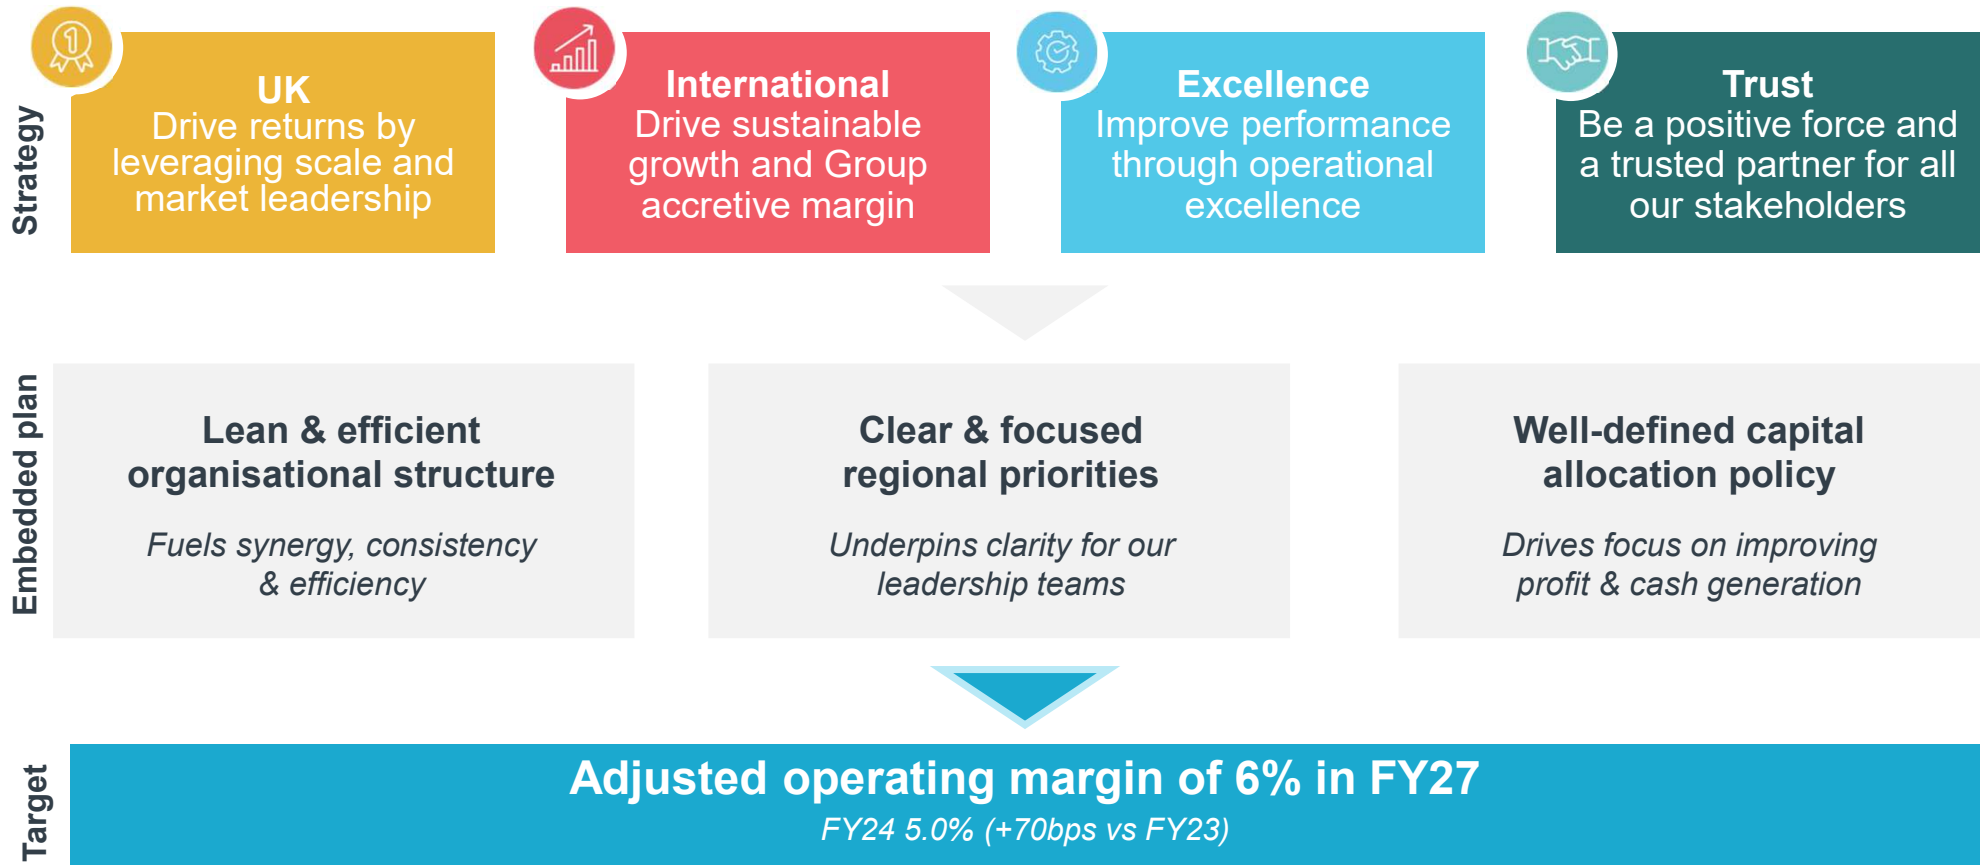 Strategy
1
UK
Drive returns by
leveraging scale and
market leadership
International
Drive sustainable
growth and Group
accretive margin
Excellence
Improve performance
through operational
excellence
Trust
Be a positive force and
a trusted partner for all
our stakeholders
Embedded plan
Lean & efficient
organisational structure
Fuels synergy, consistency
& efficiency
Clear & focused
regional priorities
Underpins clarity for our
leadership teams
Well-defined capital
allocation policy
Drives focus on improving
profit & cash generation
Target
Adjusted operating margin of 6% in FY27
FY24 5.0% (+70bps vs FY23)